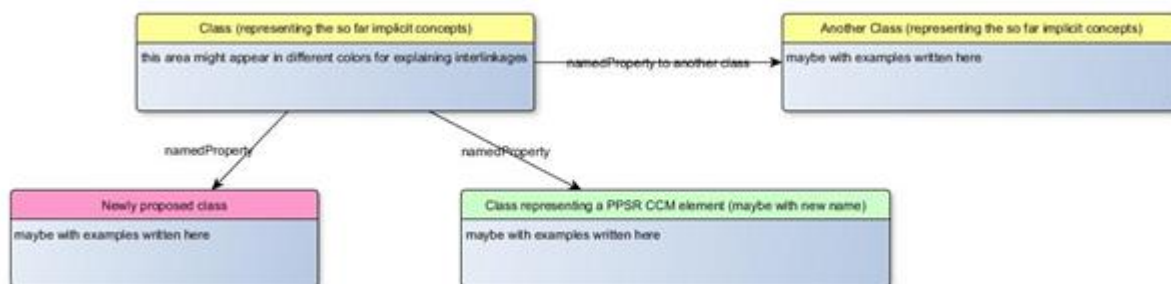 Class (representing the so far implicit concepts)
Another Class (representing the so far implicit concepts)
this area might appear in different colors for explaining interlinkages
namedProperty to another class
maybe with examples written here
namedProperty
namedProperty
Newly proposed class
Class representing a PPSR CCM element (maybe with new name)
maybe with examples written here
maybe with examples written here